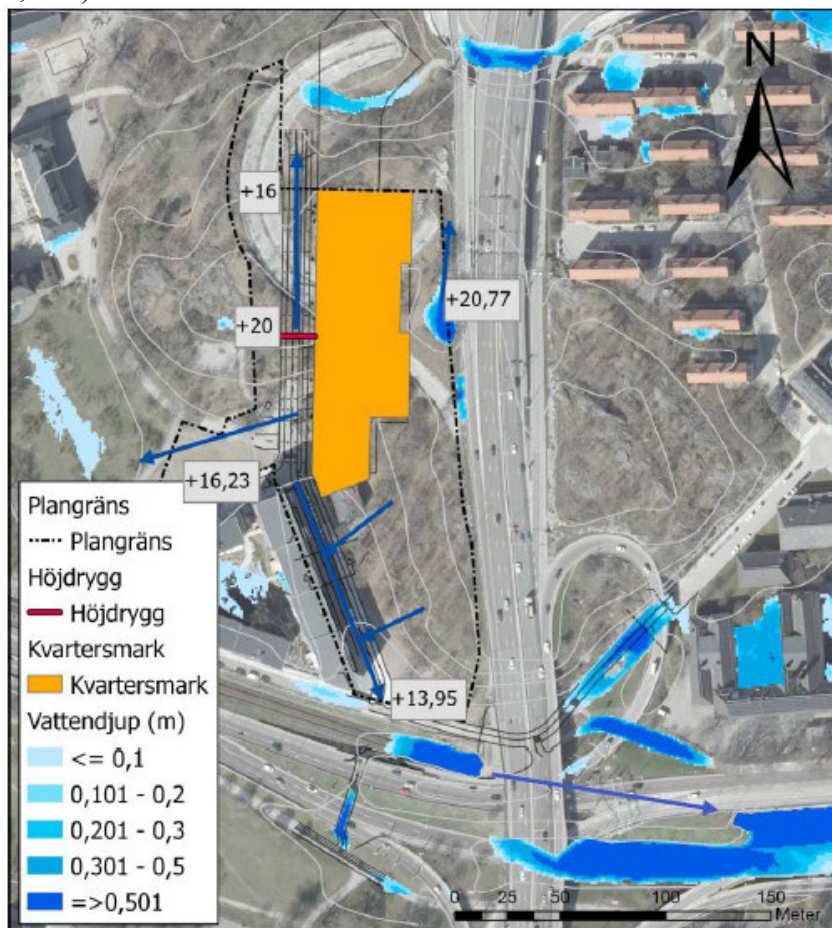 N
+16
+20,77
+20
+16,23
+13,95
Plangräns
Plangräns
Höjdrygg
Höjdrygg
Kvartersmark
Kvartersmark
Vattendjup (m)
<= 0,1
0,101 - 0,2
0,201 - 0,3
0,301 - 0,5
=>0,501
0 25 50 100 150
Meter